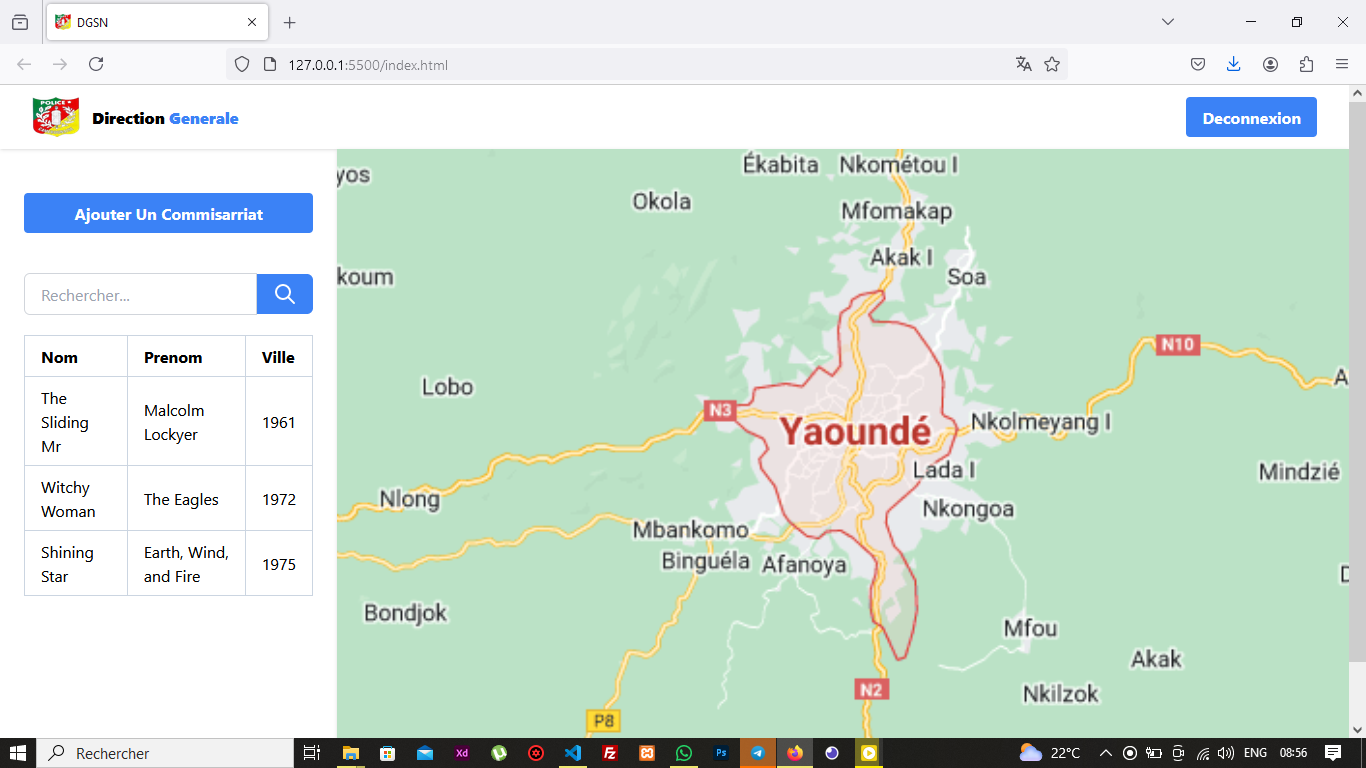 DGSN
127.0.0.1:5500/index.html
POLICE
Direction Generale
Deconnexion
Ajouter Un Commisarriat
Rechercher...
Nom Prenom Ville
The Sliding Mr
Malcolm Lockyer
1961
Witchy Woman
The Eagles
1972
Shining Star
Earth, Wind, and Fire
1975
yos
Ékabita
Nkométou I
Okola
Mfomakap
Akak I
koum
Soa
N10
Lobo
A
N3
Yaoundé
Nkolmeyang I
Lada I
Mindzié
Nlong
Nkongoa
Mbankomo
Binguéla
Afanoya
Bondjok
Mfou
Akak
N2
Nkilzok
P8
Rechercher
Xd
Ps
22°C
ENG
08:56